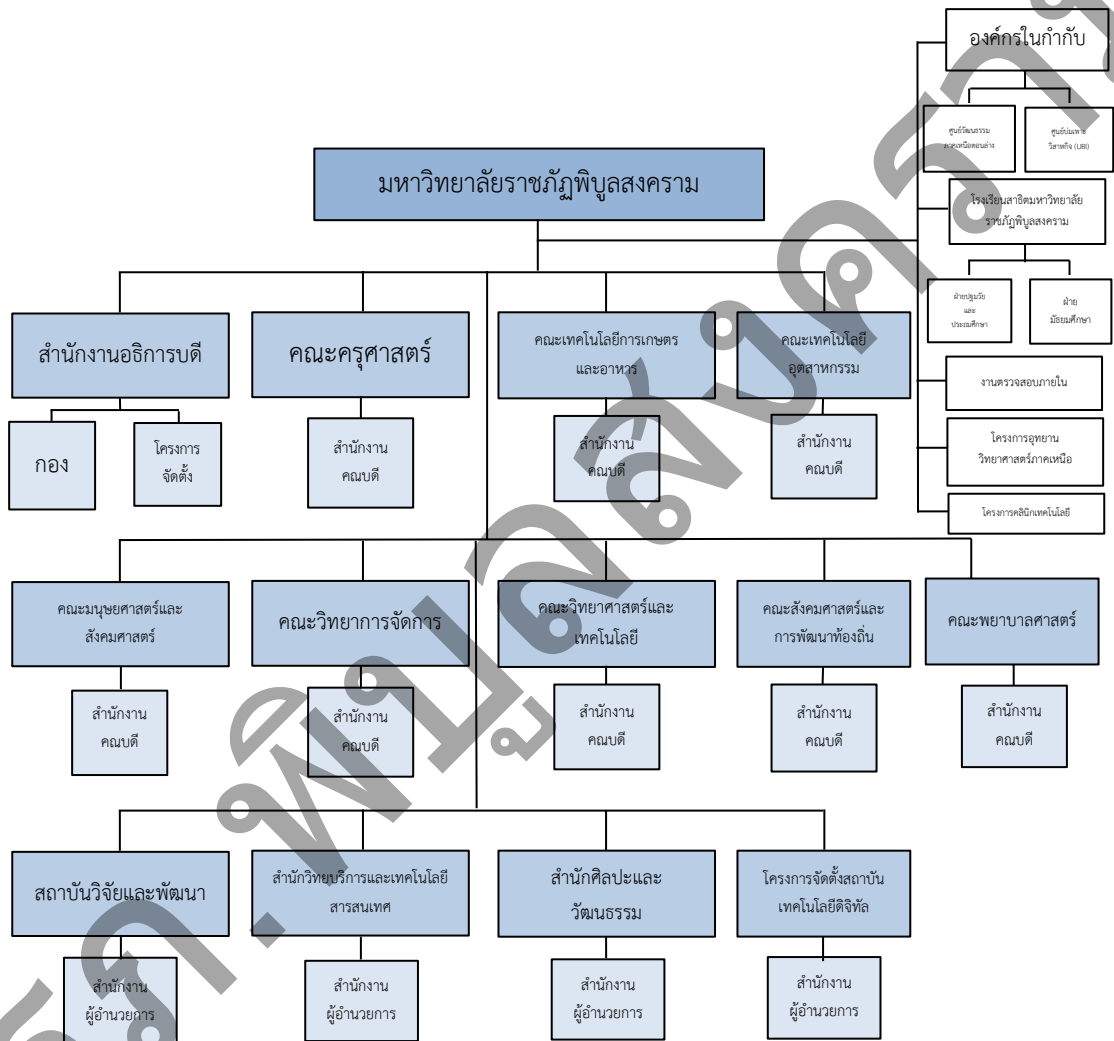 องค์กรในกำกับ
ศูนย์วัฒนธรรม
ภาคเหนือตอนล่าง
ศูนย์บ่มเพาะ
วิสาหกิจ (UBI)
มหาวิทยาลัยราชภัฏพิบูลสงคราม
โรงเรียนสาธิตมหาวิทยาลัย
ราชภัฏพิบูลสงคราม
ฝ่ายปฐมวัย
และ
ประถมศึกษา
ฝ่าย
มัธยมศึกษา
งานตรวจสอบภายใน
โครงการอุทยาน
วิทยาศาสตร์ภาคเหนือ
โครงการคลินิกเทคโนโลยี
สำนักงานอธิการบดี
คณะครุศาสตร์
คณะเทคโนโลยีการเกษตร
และอาหาร
คณะเทคโนโลยี
อุตสาหกรรม
กอง
โครงการ
จัดตั้ง
สำนักงาน
คณบดี
สำนักงาน
คณบดี
สำนักงาน
คณบดี
คณะมนุษยศาสตร์และ
สังคมศาสตร์
คณะวิทยาการจัดการ
คณะวิทยาศาสตร์และ
เทคโนโลยี
คณะสังคมศาสตร์และ
การพัฒนาท้องถิ่น
คณะพยาบาลศาสตร์
สำนักงาน
คณบดี
สำนักงาน
คณบดี
สำนักงาน
คณบดี
สำนักงาน
คณบดี
สำนักงาน
คณบดี
สถาบันวิจัยและพัฒนา
สำนักวิทยบริการและเทคโนโลยี
สารสนเทศ
สำนักศิลปะและ
วัฒนธรรม
โครงการจัดตั้งสถาบัน
เทคโนโลยีดิจิทัล
สำนักงาน
ผู้อำนวยการ
สำนักงาน
ผู้อำนวยการ
สำนักงาน
ผู้อำนวยการ
สำนักงาน
ผู้อำนวยการ
มรภ.พิบูลสงคราม